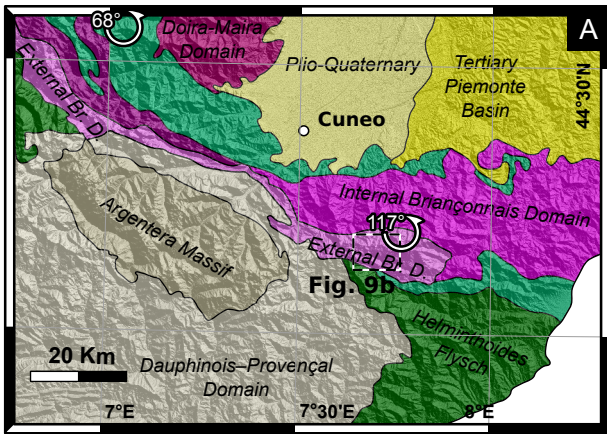 A
68°
Doira-Maira
Domain
External Br. D.
Plio-Quaternary
Tertiary
Piemonte
Basin
44°30'N
Cuneo
Internal Briançonnais Domain
Argentera Massif
117°
External Br. D.
Fig. 9b
Helminthoides
Flysch
20 Km
Dauphinois–Provençal
Domain
7°E
7°30'E
8°E